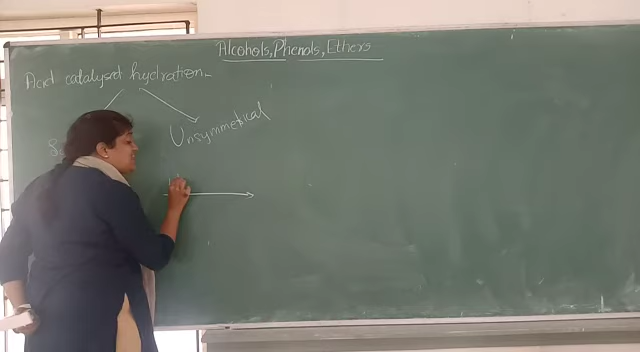 Alcohols, Phenols, Ethers
Acid catalysed hydration
Unsymmetrical